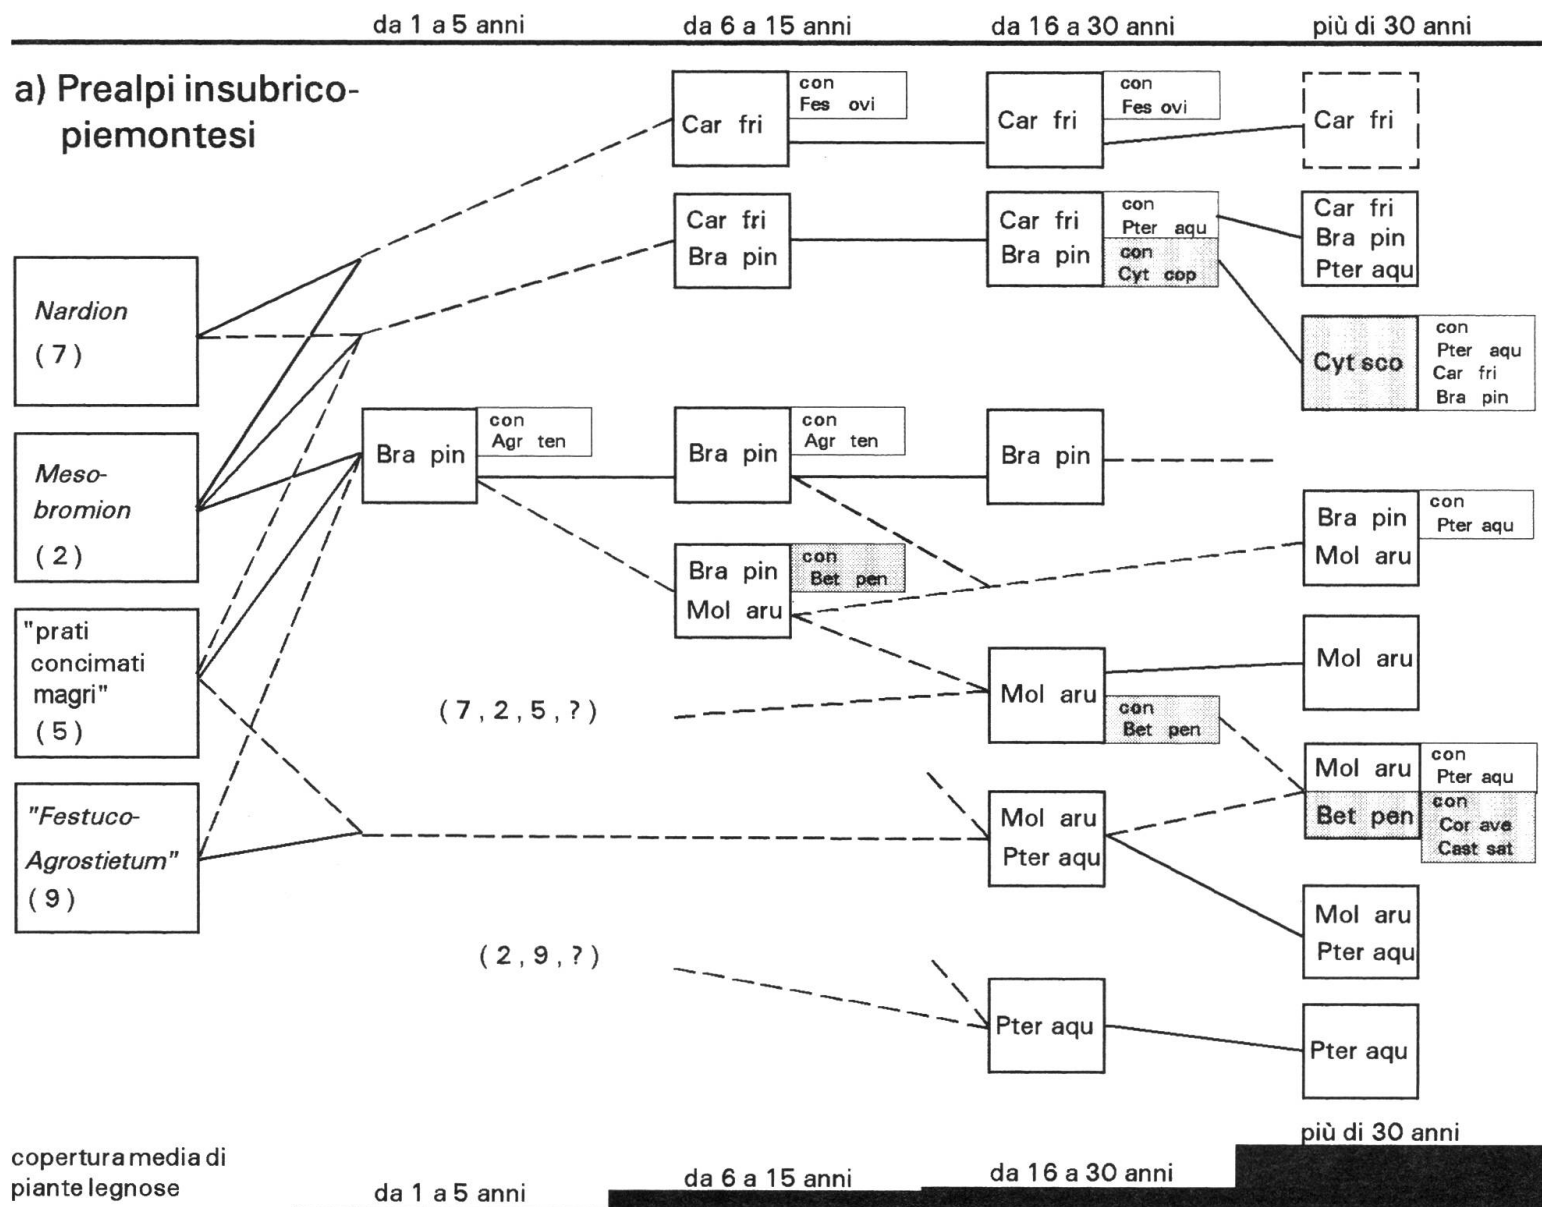 da 1 a 5 anni
da 6 a 15 anni
da 16 a 30 anni
più di 30 anni
a) Prealpi insubrico-
piemontesi
Nardion
(7)
Meso-
bromion
(2)
"prati
concimati
magri"
(5)
"Festuco-
Agrostietum"
(9)
Bra pin
con
Agr ten
(7, 2, 5, ?)
(2, 9, ?)
Car fri
con
Fes ovi
Car fri
Bra pin
Bra pin
con
Agr ten
Bra pin
Mol aru
con
Bet pen
Car fri
con
Fes ovi
Car fri
Bra pin
con
Pter aqu
con
Cyt cop
Bra pin
Mol aru
con
Bet pen
Mol aru
Pter aqu
Pter aqu
Car fri
Car fri
Bra pin
Pter aqu
Cyt sco
con
Pter aqu
Car fri
Bra pin
Bra pin
Mol aru
con
Pter aqu
Mol aru
Mol aru
con
Pter aqu
Bet pen
con
Cor ave
Cast sat
Mol aru
Pter aqu
Pter aqu
copertura media di
piante legnose
da 1 a 5 anni
da 6 a 15 anni
da 16 a 30 anni
più di 30 anni